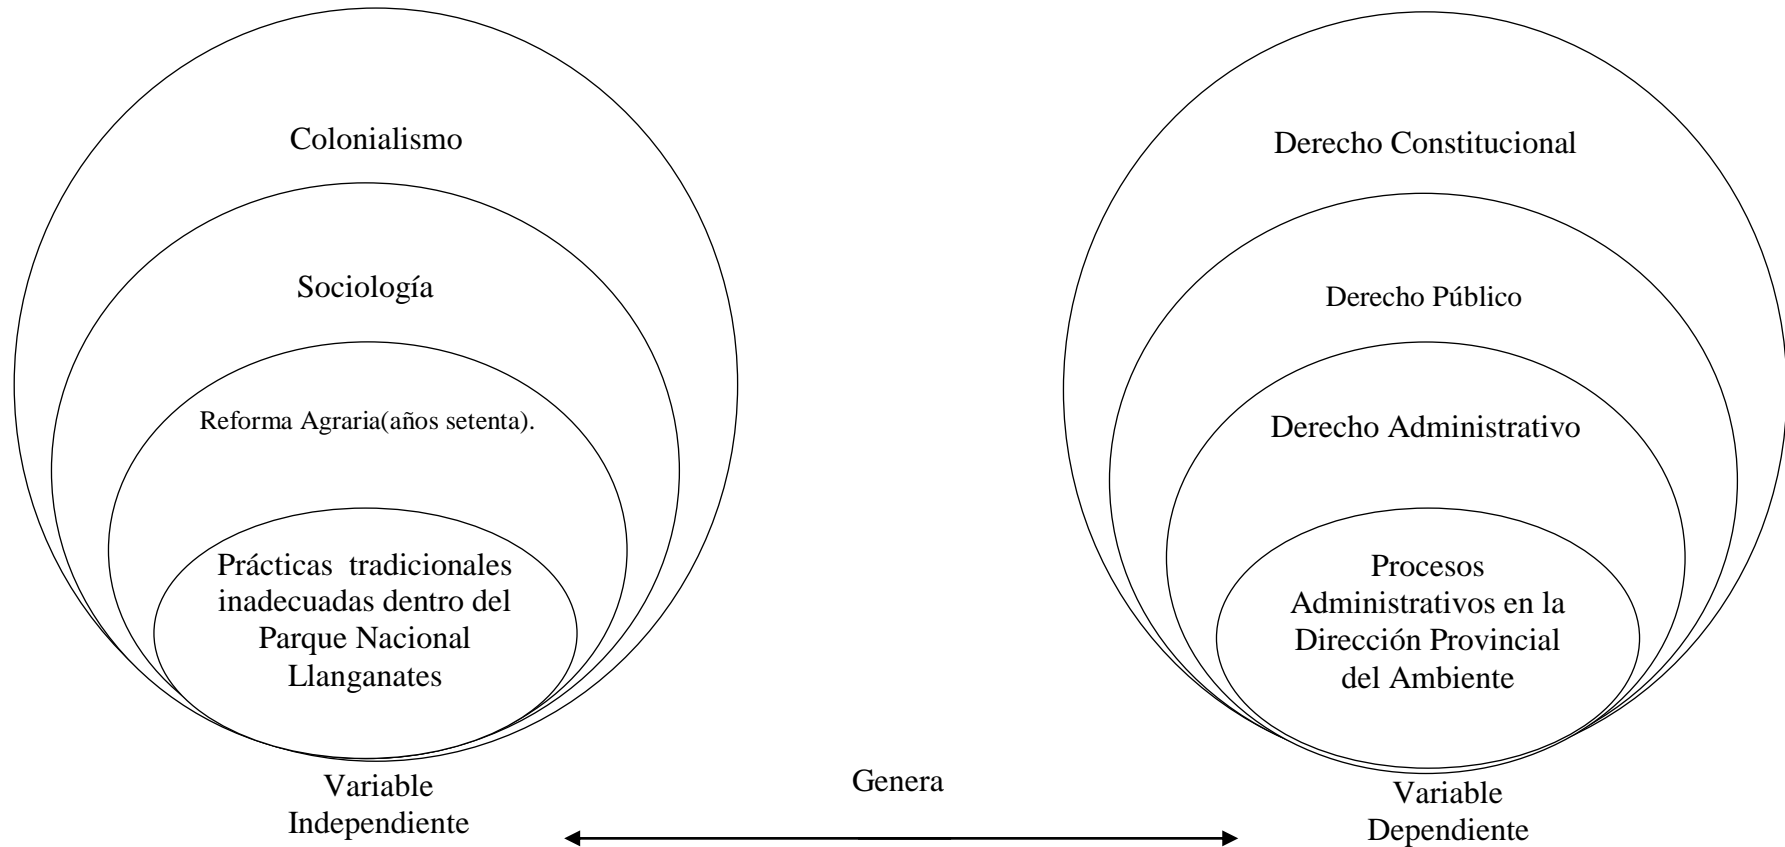 Colonialismo
Sociología
Reforma Agraria(años setenta).
Prácticas tradicionales
inadecuadas dentro del
Parque Nacional
Llanganates
Variable
Independiente
Genera
Derecho Constitucional
Derecho Público
Derecho Administrativo
Procesos
Administrativos en la
Dirección Provincial
del Ambiente
Variable
Dependiente